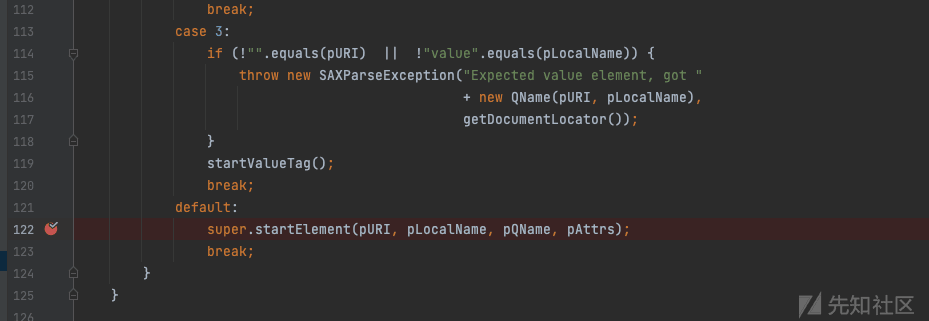 112 break;
113 case 3:
114 if (!"".equals(pURI)  ||  !"value".equals(pLocalName)) {
115 throw new SAXParseException("Expected value element, got "
116 + new QName(pURI, pLocalName),
117 getDocumentLocator());
118 }
119 startValueTag();
120 break;
121 default:
122 super.startElement(pURI, pLocalName, pQName, pAttrs);
123 break;
124 }
125 }
126
先知社区